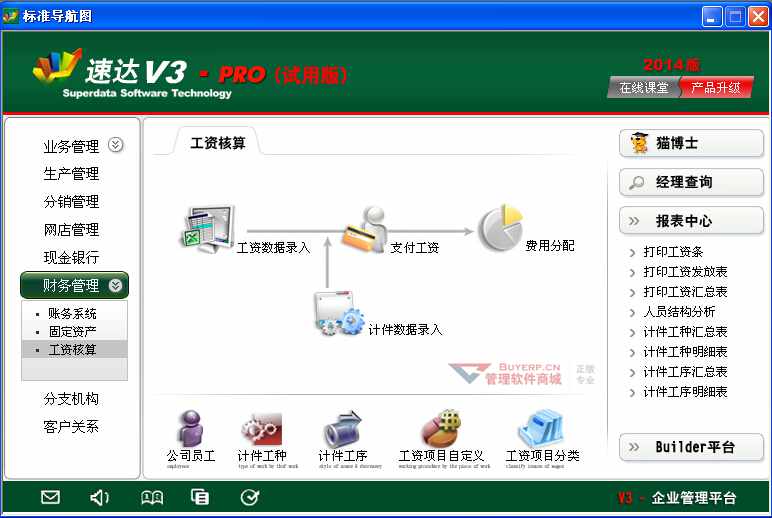 标准导航图
速达 V3 - PRO (试用版)
Superdata Software Technology
2014版
在线课堂
产品升级
业务管理
生产管理
分销管理
网店管理
现金银行
财务管理
账务系统
固定资产
工资核算
分支机构
客户关系
工资核算
工资数据录入
支付工资
费用分配
计件数据录入
BUYERP.CN
管理软件商城
正版
专业
公司员工
employees
计件工种
type of work by thef work
计件工序
工资项目自定义
working procedure by the piece of work
工资项目分类
classify issues of wages
猫博士
经理查询
报表中心
打印工资条
打印工资发放表
打印工资汇总表
人员结构分析
计件工种汇总表
计件工种明细表
计件工序汇总表
计件工序明细表
Builder平台
V3 - 企业管理平台